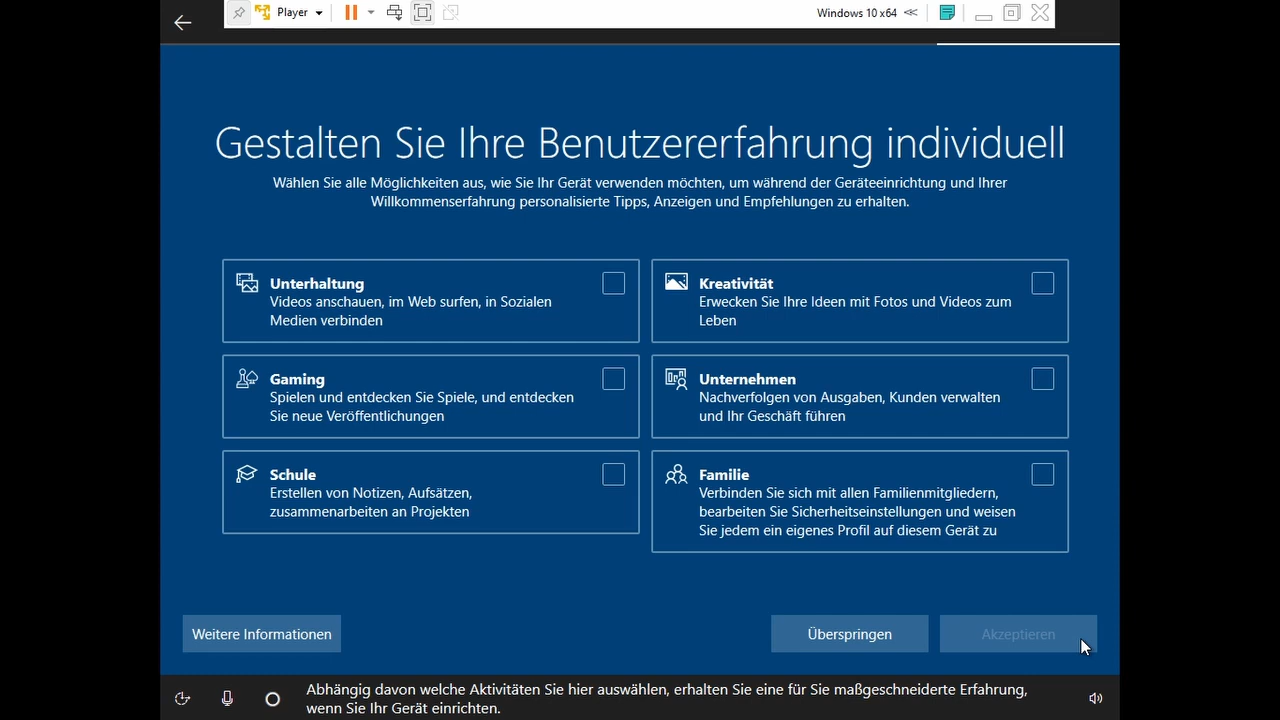 Player
Windows 10 x64
Gestalten Sie Ihre Benutzererfahrung individuell
Wählen Sie alle Möglichkeiten aus, wie Sie Ihr Gerät verwenden möchten, um während der Geräteeinrichtung und Ihrer
Willkommenserfahrung personalisierte Tipps, Anzeigen und Empfehlungen zu erhalten.
Unterhaltung
Videos anschauen, im Web surfen, in Sozialen
Medien verbinden
Kreativität
Erwecken Sie Ihre Ideen mit Fotos und Videos zum
Leben
Gaming
Spielen und entdecken Sie Spiele, und entdecken
Sie neue Veröffentlichungen
Unternehmen
Nachverfolgen von Ausgaben, Kunden verwalten
und Ihr Geschäft führen
Schule
Erstellen von Notizen, Aufsätzen,
zusammenarbeiten an Projekten
Familie
Verbinden Sie sich mit allen Familienmitgliedern,
bearbeiten Sie Sicherheitseinstellungen und weisen
Sie jedem ein eigenes Profil auf diesem Gerät zu
Weitere Informationen
Überspringen
Akzeptieren
Abhängig davon welche Aktivitäten Sie hier auswählen, erhalten Sie eine für Sie maßgeschneiderte Erfahrung,
wenn Sie Ihr Gerät einrichten.